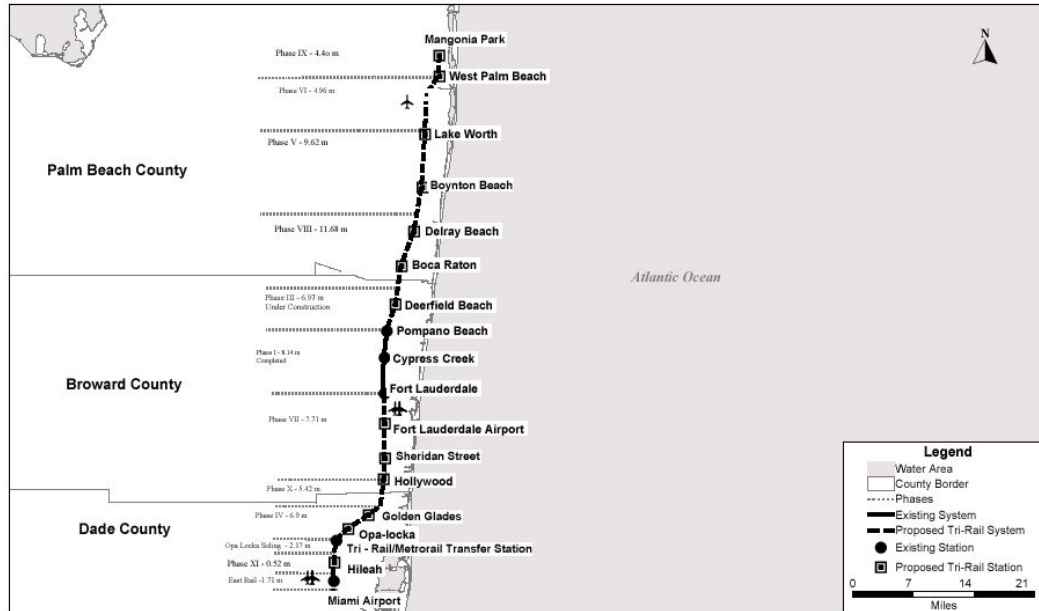 Mangonia Park
Phase IX - 4.40 m
N
West Palm Beach
Phase VI - 4.96 m
Lake Worth
Phase V - 9.62 m
Palm Beach County
Boynton Beach
Phase VIII - 11.68 m
Delray Beach
Boca Raton
Atlantic Ocean
Phase III - 6.97 m
Under Construction
Deerfield Beach
Pompano Beach
Phase I - 8.14 m
Completed
Cypress Creek
Broward County
Fort Lauderdale
Phase VII - 7.71 m
Fort Lauderdale Airport
Sheridan Street
Hollywood
Phase X - 5.42 m
Golden Glades
Phase IV - 6.9 m
Dade County
Opa-locka
Opa Locka Siding - 2.17 m
Tri - Rail/Metrorail Transfer Station
Phase XI - 0.52 m
Hileah
East Rail -1.71 m
Miami Airport
Legend
Water Area
County Border
Phases
Existing System
Proposed Tri-Rail System
Existing Station
Proposed Tri-Rail Station
0 7 14 21
Miles